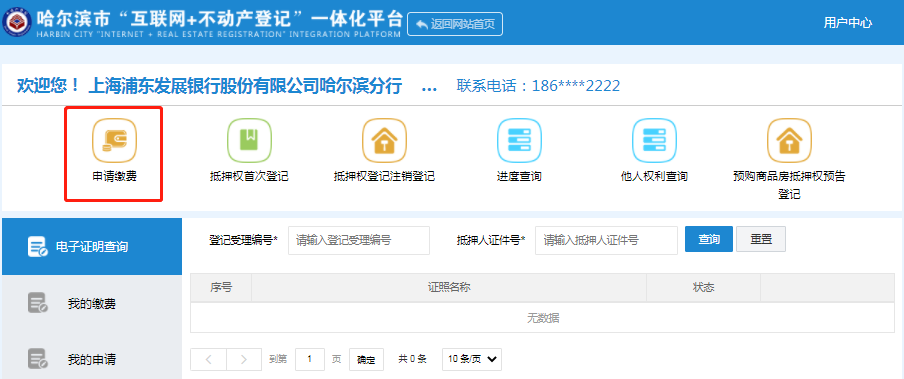 哈尔滨市“互联网+不动产登记”一体化平台
HARBIN CITY "INTERNET + REAL ESTATE REGISTRATION" INTEGRATION PLATFORM
返回网站首页
用户中心
欢迎您！ 上海浦东发展银行股份有限公司哈尔滨分行 ... 联系电话：186****2222
申请缴费 抵押权首次登记 抵押权登记注销登记 进度查询 他人权利查询 预购商品房抵押权预告
登记
电子证明查询
我的缴费
我的申请
登记受理编号* 请输入登记受理编号 抵押人证件号* 请输入抵押人证件号 查询 重置
序号 证照名称 状态
无数据
到第 1 页 确定 共 0 条 10 条/页